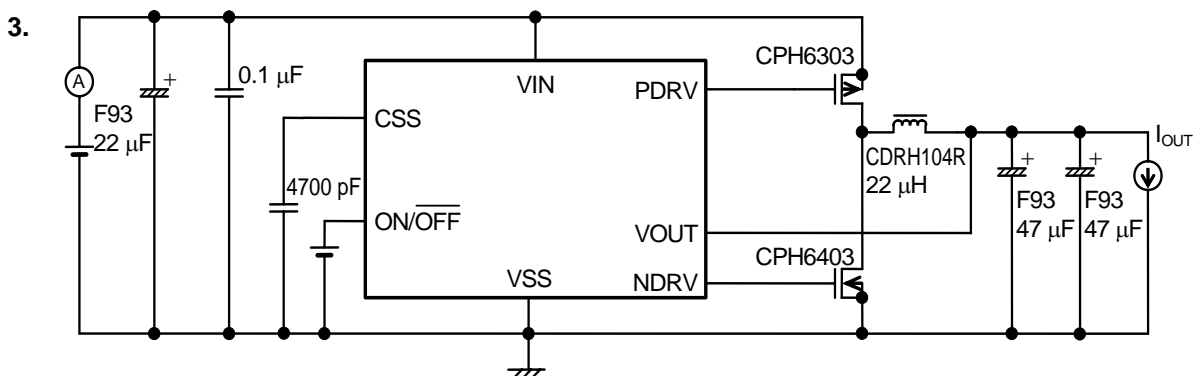 3.
A
F93
22 μF
+
0.1 μF
4700 pF
VIN
CSS
ON/OFF
VSS
PDRV
VOUT
NDRV
CPH6303
CDRH104R
22 μH
CPH6403
+
F93
47 μF
+
F93
47 μF
IOUT